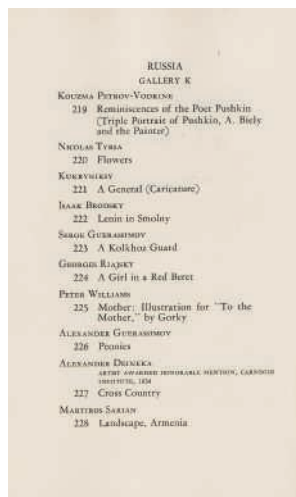 RUSSIA
GALLERY K
KOUZMA PETROV-VODKINE
219 Reminiscences of the Poet Pushkin
(Triple Portrait of Pushkin, A. Biely
and the Painter)
NICOLAS TYRSA
220 Flowers
KUKRYNIKSY
221 A General (Caricature)
ISAAK BRODSKY
222 Lenin in Smolny
SERGE GUERASIMOV
223 A Kolkhoz Guard
GEORGES RIAJSKY
224 A Girl in a Red Beret
PETER WILLIAMS
225 Mother: Illustration for "To the
Mother," by Gorky
ALEXANDER GUERASSIMOV
226 Peonies
ALEXANDER DEINEKA
ARTIST AWARDED HONORABLE MENTION, CARNEGIE
INSTITUTE, 1934
227 Cross Country
MARTIROS SARIAN
228 Landscape, Armenia